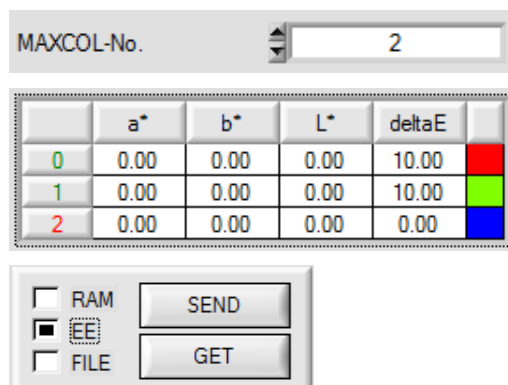 MAXCOL-No. 2
a* b* L* deltaE
0 0.00 0.00 0.00 10.00
1 0.00 0.00 0.00 10.00
2 0.00 0.00 0.00 0.00
RAM SEND
EE
FILE GET